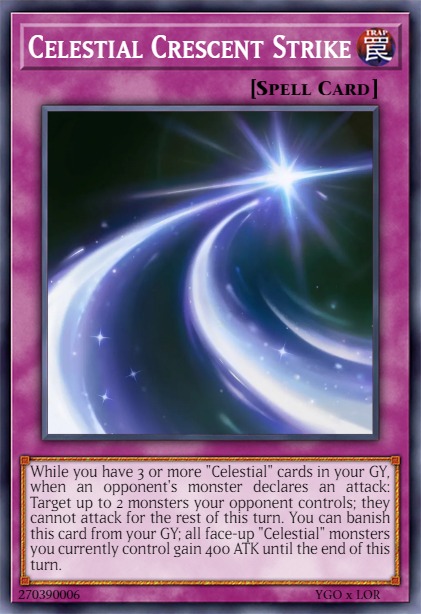 CELESTIAL CRESCENT STRIKE
TRAP
罠
[SPELL CARD]
While you have 3 or more "Celestial" cards in your GY,
when an opponent's monster declares an attack:
Target up to 2 monsters your opponent controls; they
cannot attack for the rest of this turn. You can banish
this card from your GY; all face-up "Celestial" monsters
you currently control gain 400 ATK until the end of this
turn.
270390006
YGO x LOR